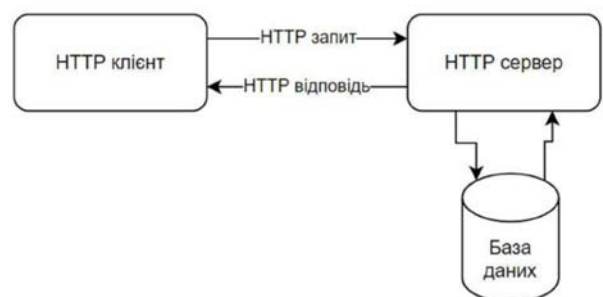 HTTP клієнт
HTTP запит
HTTP відповідь
HTTP сервер
База
даних